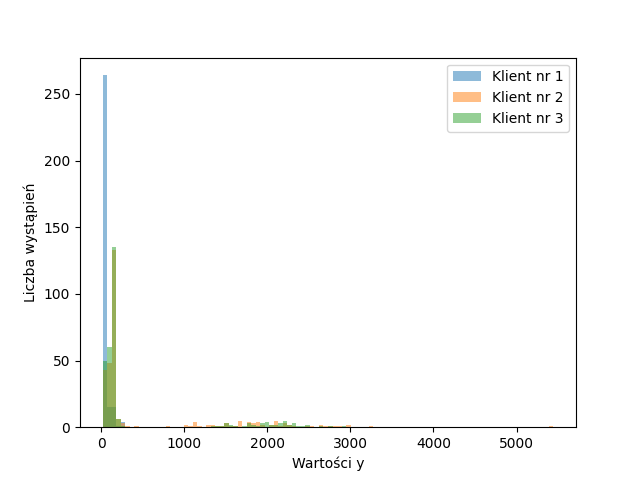 Klient nr 1
Klient nr 2
Klient nr 3
250
200
150
100
50
0
Liczba wystąpień
0 1000 2000 3000 4000 5000
Wartości y